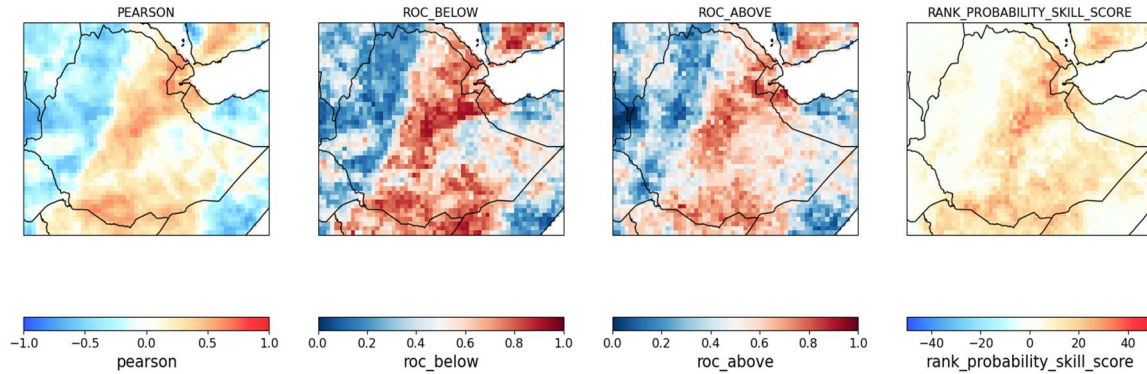 PEARSON
ROC_BELOW
ROC_ABOVE
RANK_PROBABILITY_SKILL_SCORE
−1.0 −0.5 0.0 0.5 1.0
pearson
0.0 0.2 0.4 0.6 0.8 1.0
roc_below
0.0 0.2 0.4 0.6 0.8 1.0
roc_above
−40 −20 0 20 40
rank_probability_skill_score